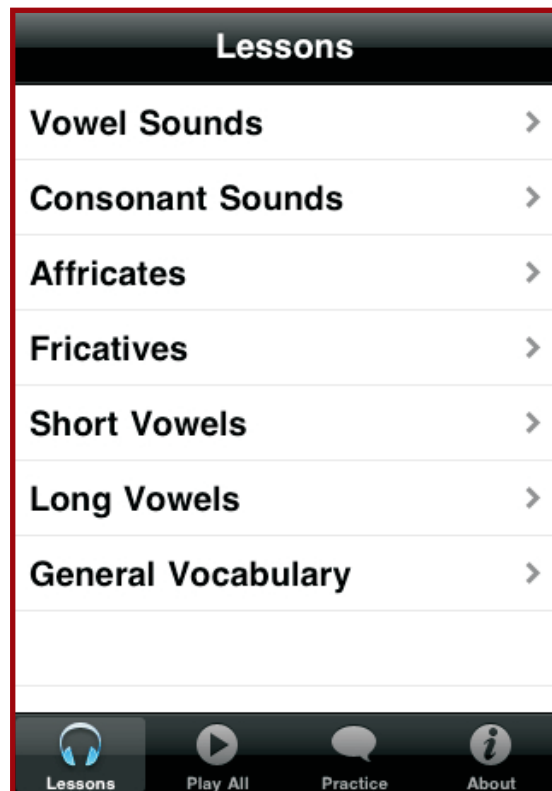 Lessons
Vowel Sounds
Consonant Sounds
Affricates
Fricatives
Short Vowels
Long Vowels
General Vocabulary
Lessons Play All Practice About